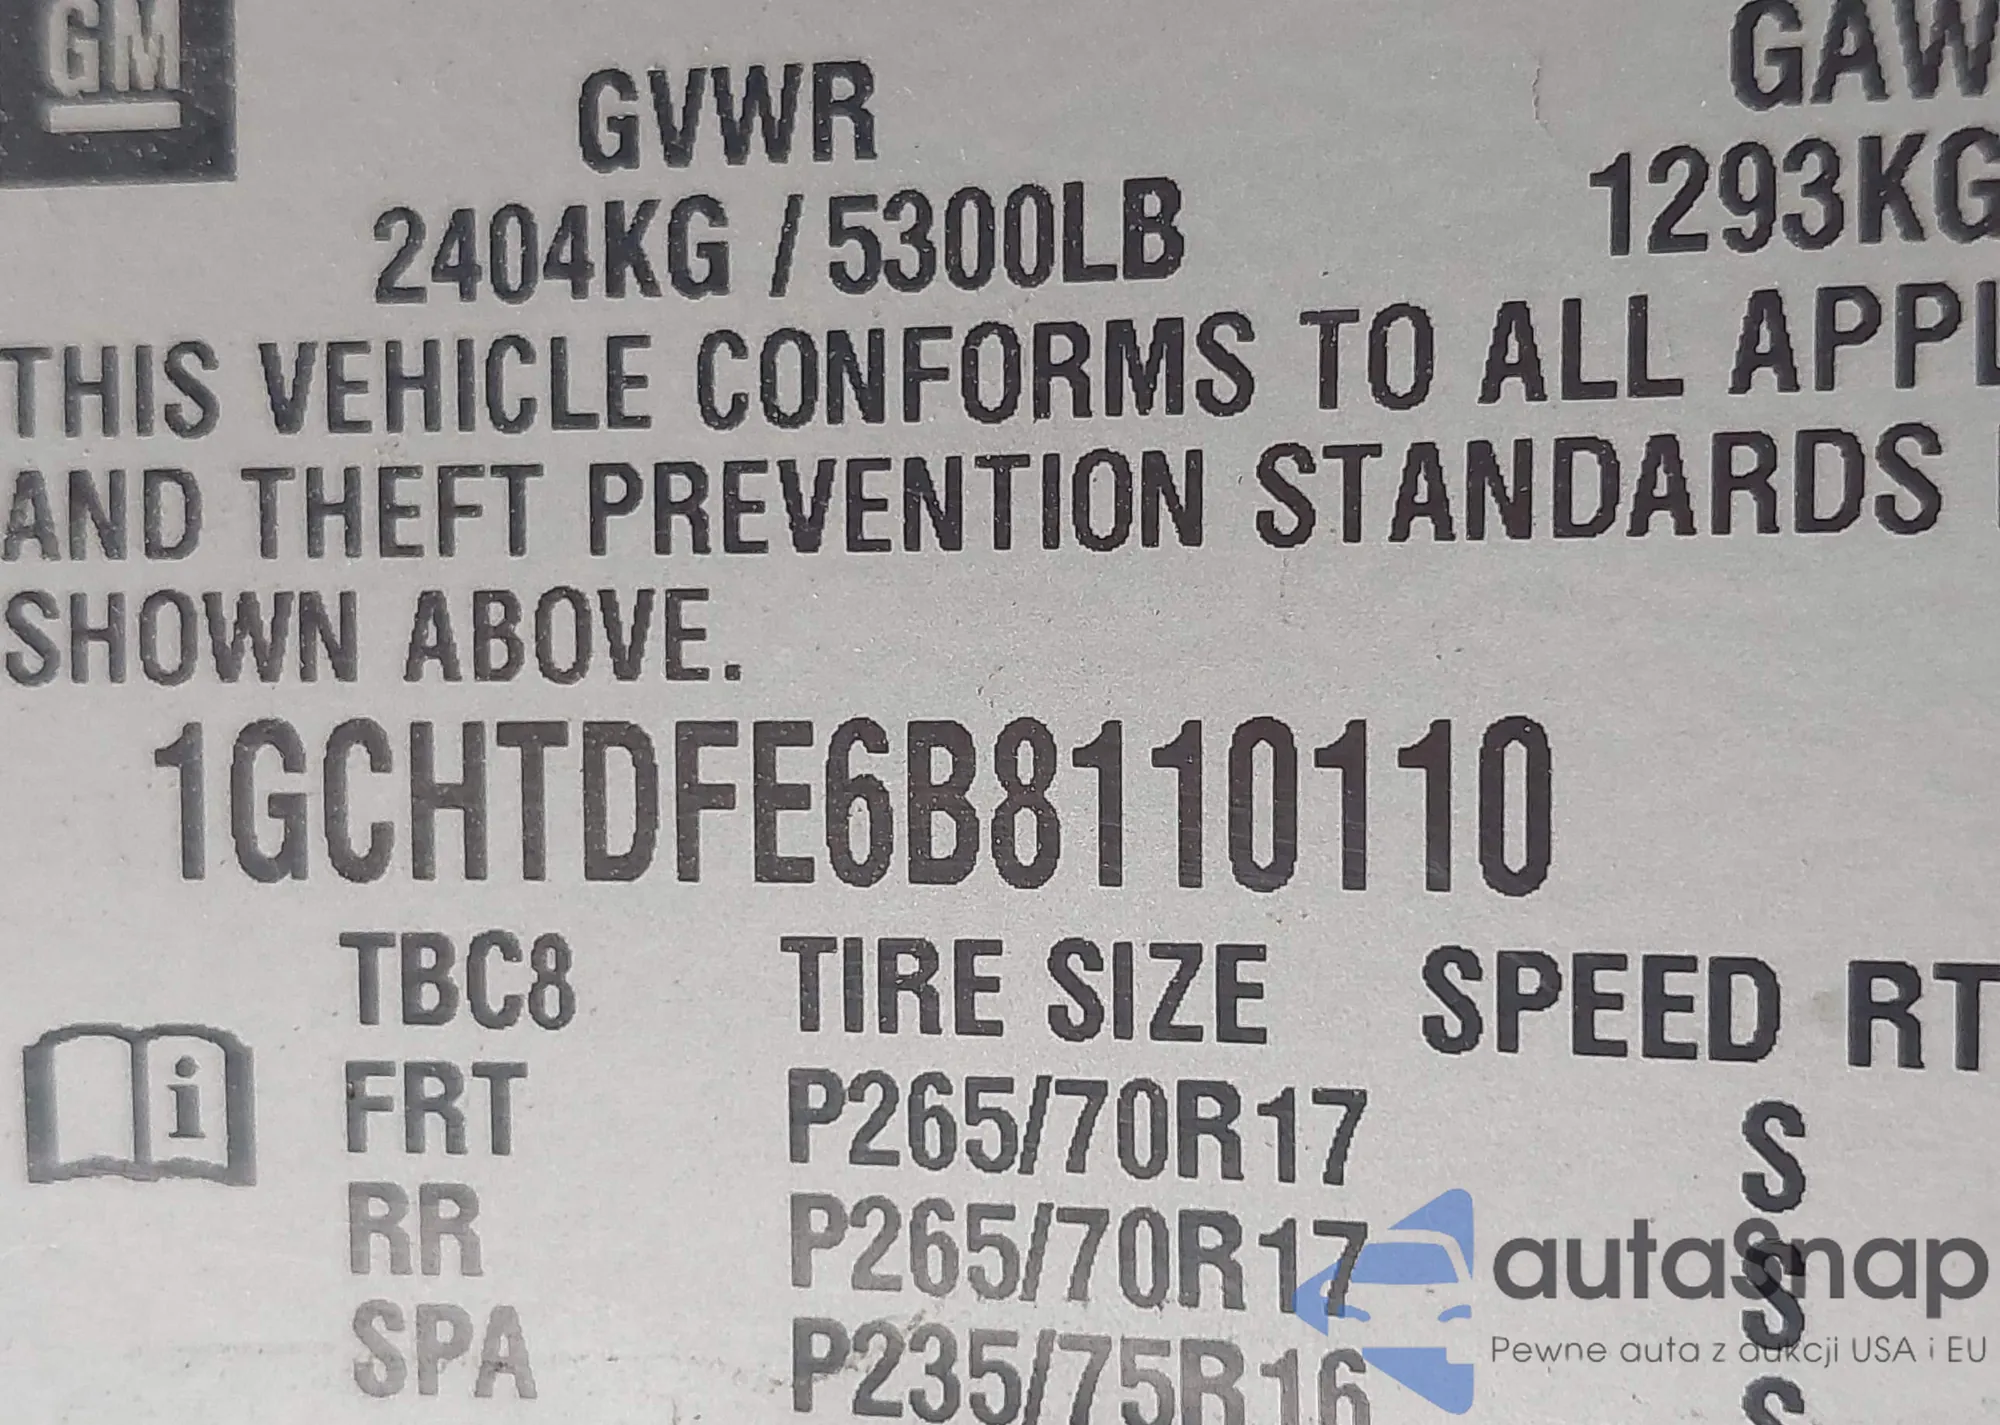 GM
GVWR
GAW
2404KG / 5300LB
1293KG
THIS VEHICLE CONFORMS TO ALL APPL
AND THEFT PREVENTION STANDARDS
SHOWN ABOVE.
1GCHTDFE6B8110110
TBC8 TIRE SIZE SPEED RT
FRT P265/70R17 S
RR P265/70R17 S
SPA P235/75R16 S
i
autasnap
Pewne auta z aukcji USA i EU